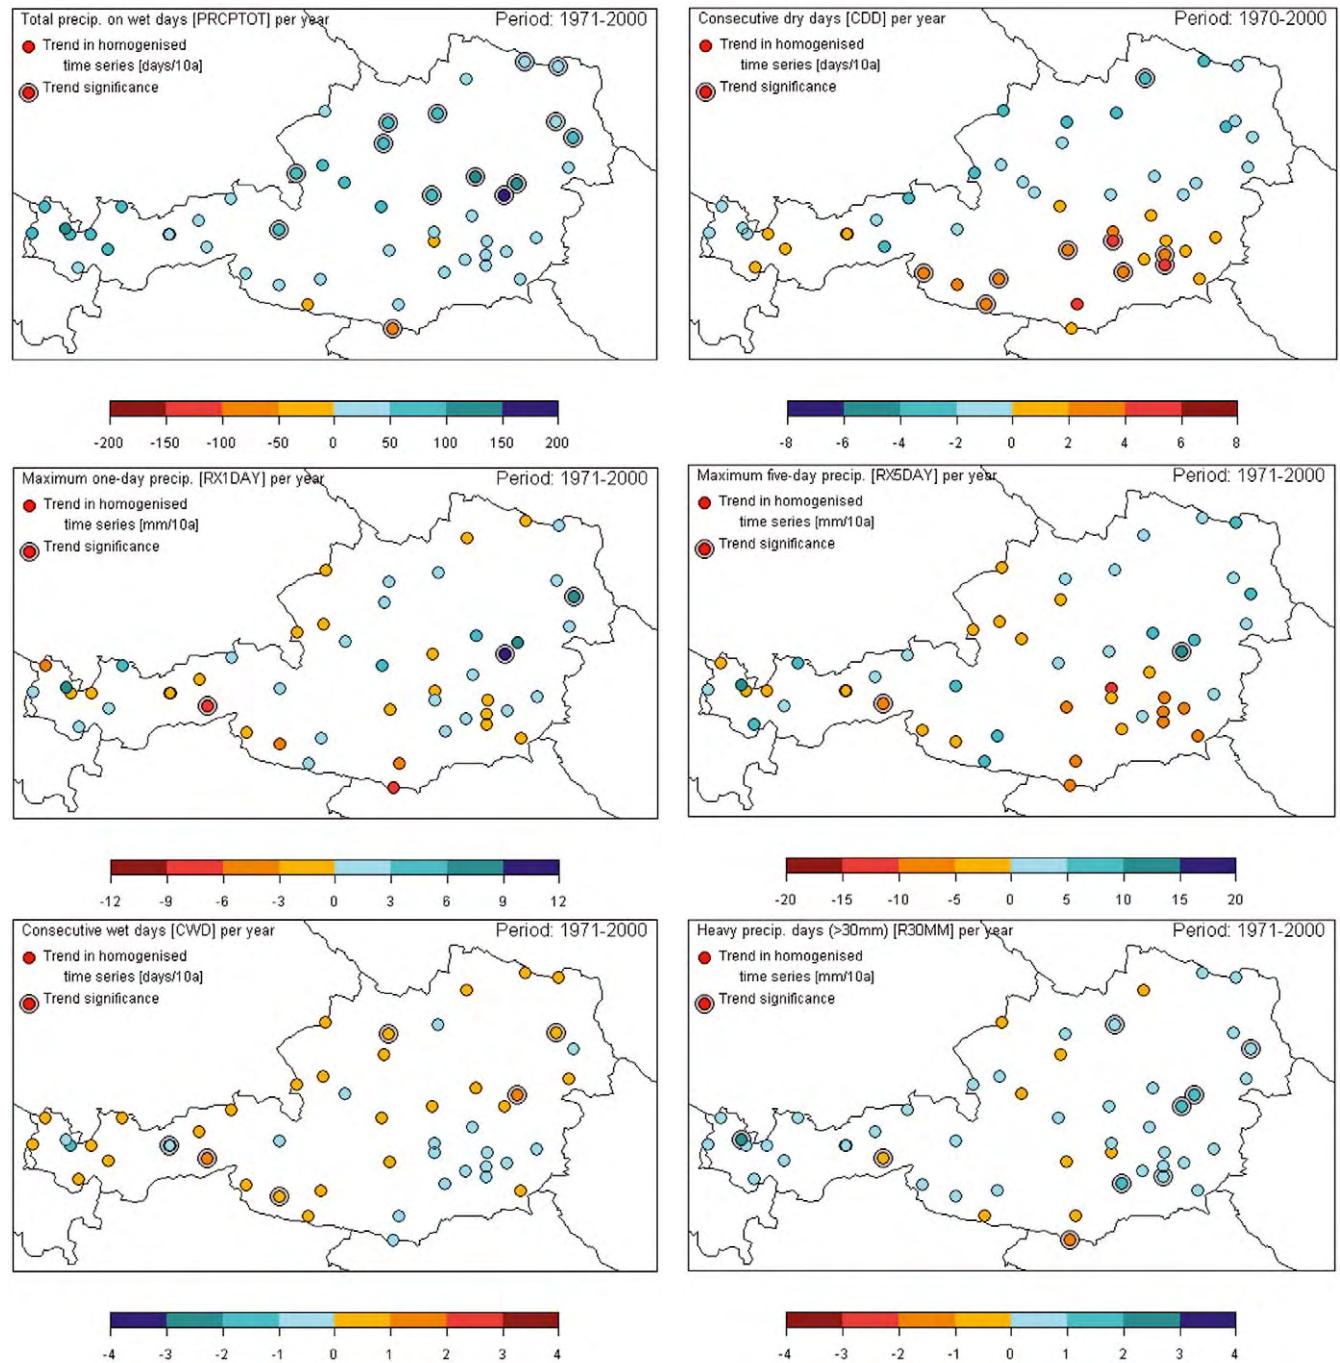 Total precip. on wet days [PRCPTOT] per year
Period: 1971-2000
Trend in homogenised
time series [days/10a]
Trend significance
-200 -150 -100 -50 0 50 100 150 200
Consecutive dry days [CDD] per year
Period: 1970-2000
Trend in homogenised
time series [days/10a]
Trend significance
-8 -6 -4 -2 0 2 4 6 8
Maximum one-day precip. [RX1DAY] per year
Period: 1971-2000
Trend in homogenised
time series [mm/10a]
Trend significance
-12 -9 -6 -3 0 3 6 9 12
Maximum five-day precip. [RX5DAY] per year
Period: 1971-2000
Trend in homogenised
time series [mm/10a]
Trend significance
-20 -15 -10 -5 0 5 10 15 20
Consecutive wet days [CWD] per year
Period: 1971-2000
Trend in homogenised
time series [days/10a]
Trend significance
-4 -3 -2 -1 0 1 2 3 4
Heavy precip. days (>30mm) [R30MM] per year
Period: 1971-2000
Trend in homogenised
time series [mm/10a]
Trend significance
-4 -3 -2 -1 0 1 2 3 4